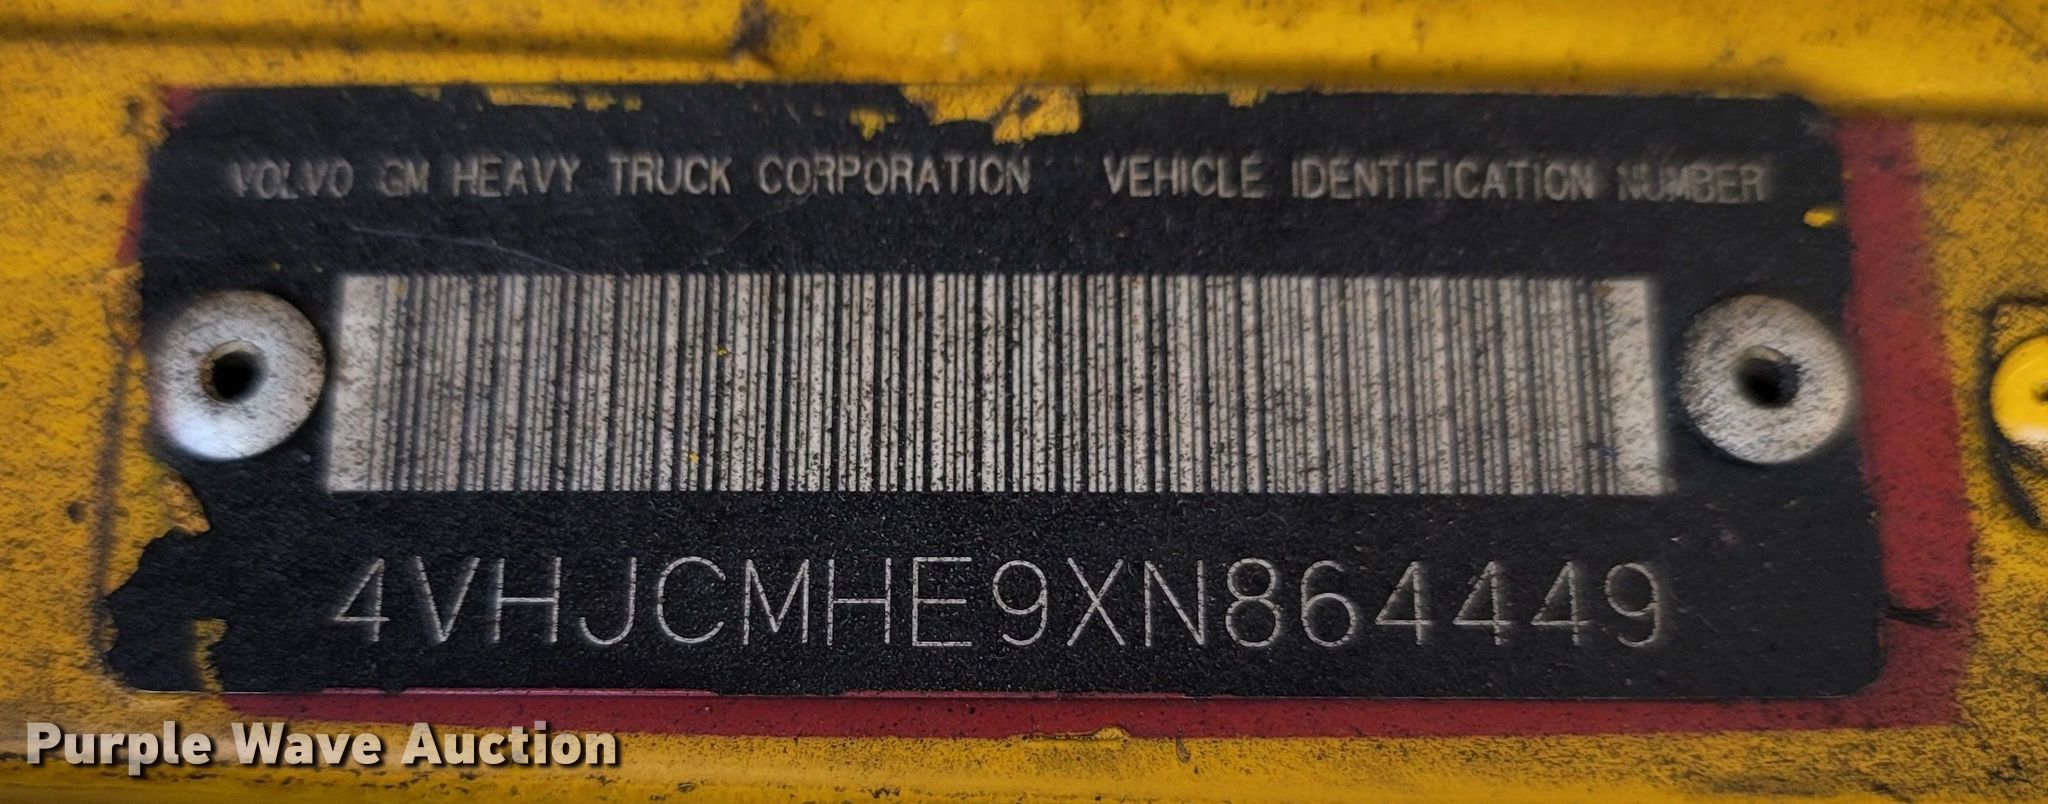 VOLVO GM HEAVY TRUCK CORPORATION VEHICLE IDENTIFICATION NUMBER
4VHJCMHE9XN864449
Purple Wave Auction